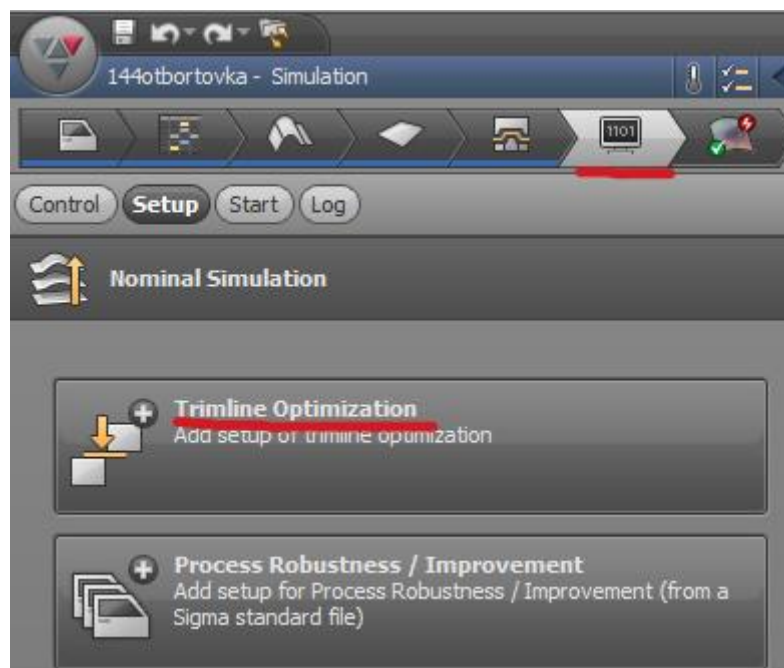 144otbortovka - Simulation
1101
Control Setup Start Log
Nominal Simulation
Trimline Optimization
Add setup of trimline optimization
Process Robustness / Improvement
Add setup for Process Robustness / Improvement (from a
Sigma standard file)